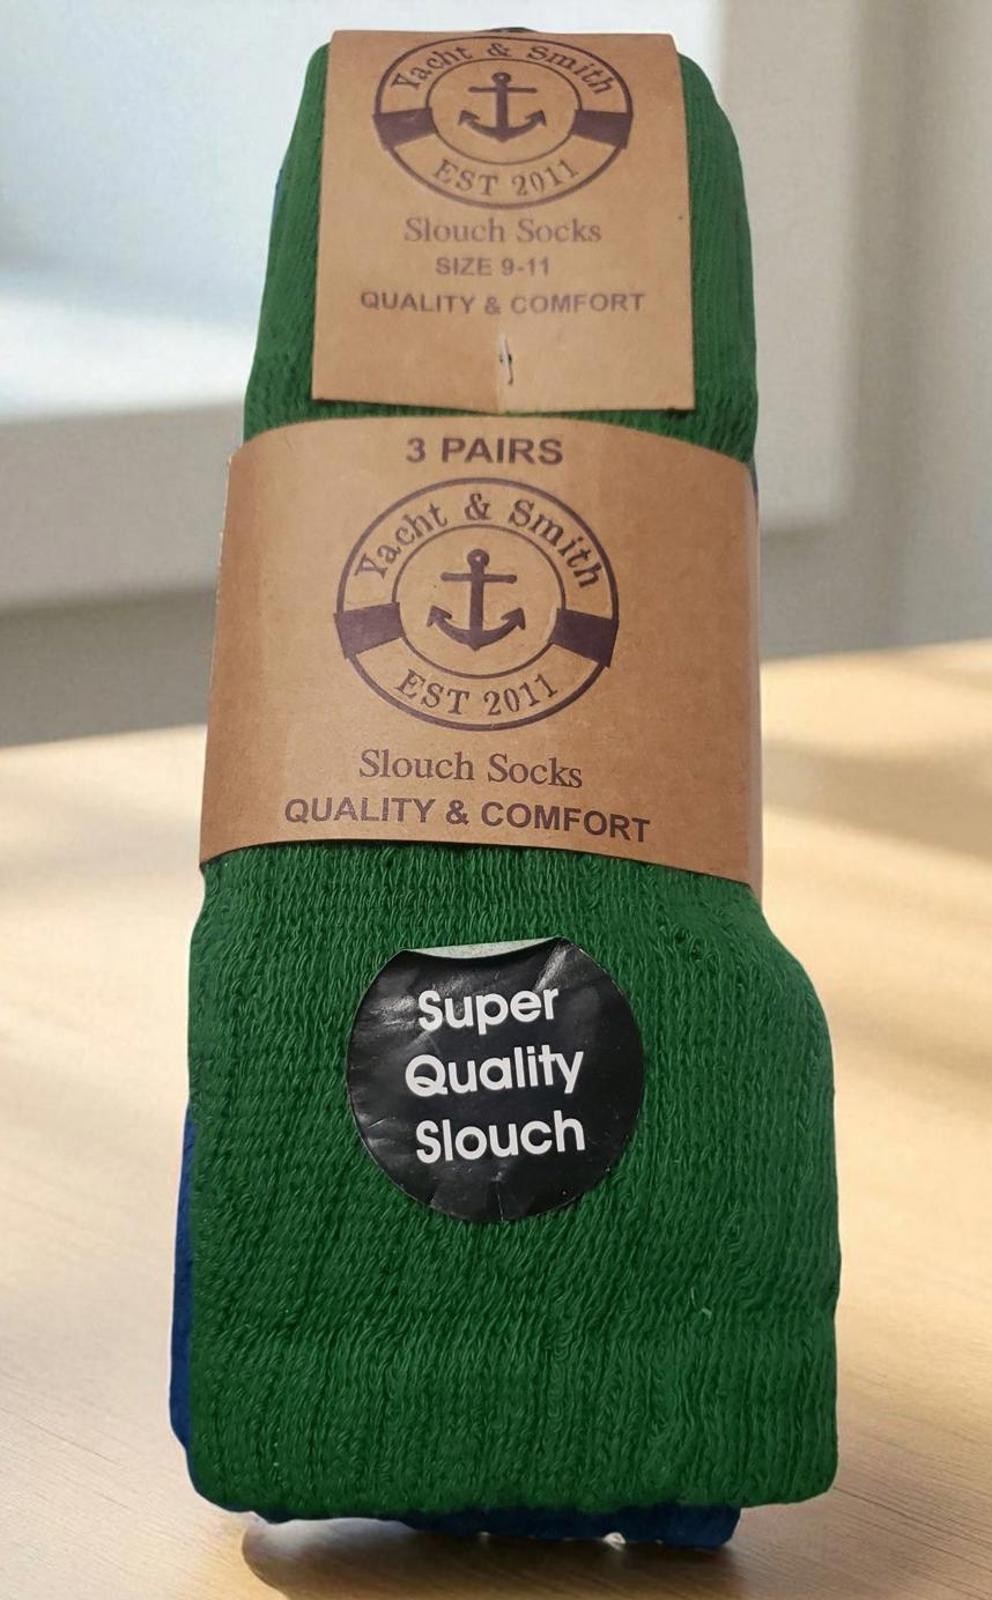 Yacht & Smith
EST 2011
Slouch Socks
SIZE 9-11
QUALITY & COMFORT
3 PAIRS
Yacht & Smith
EST 2011
Slouch Socks
QUALITY & COMFORT
Super
Quality
Slouch